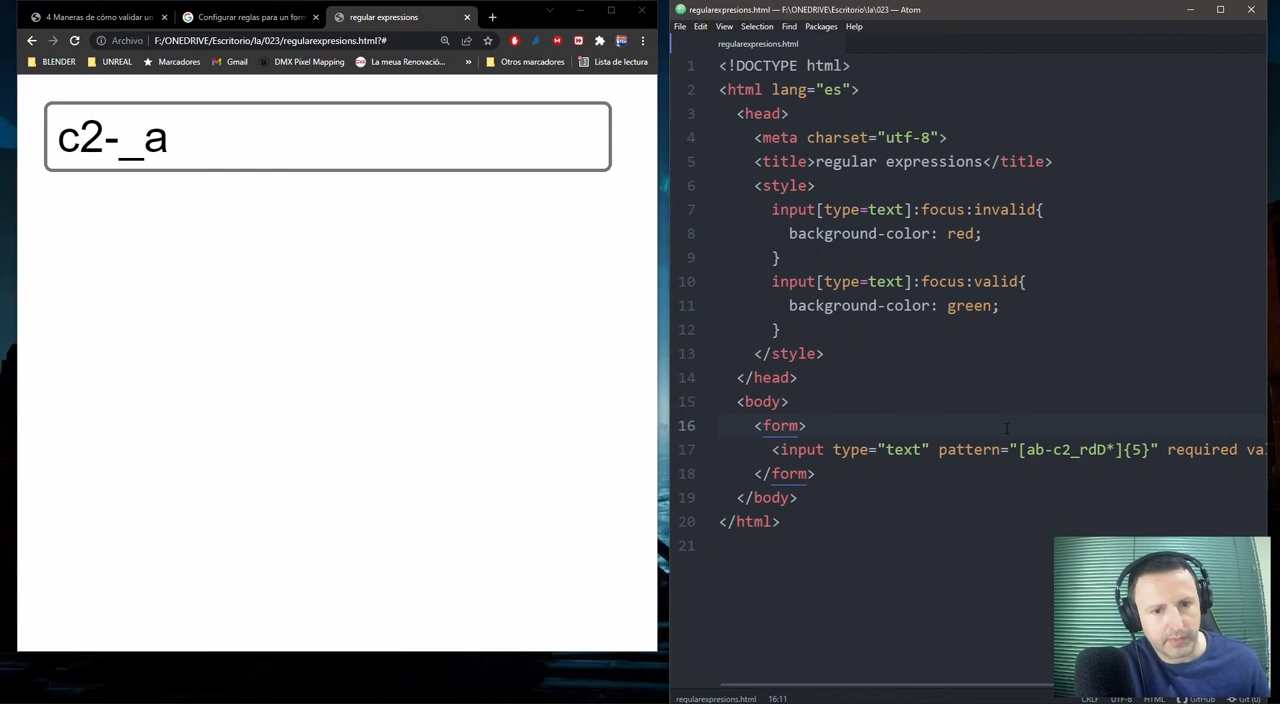 4 Maneras de cómo validar un
Configurar reglas para un form
regular expressions
Archivo
F:/ONEDRIVE/Escritorio/la/023/regularexpresions.html?#
BLENDER
UNREAL
Marcadores
Gmail
DMX Pixel Mapping
La meua Renovació...
»
Otros marcadores
Lista de lectura
c2-_a
regularexpresions.html — F:\ONEDRIVE\Escritorio\la\023 — Atom
File Edit View Selection Find Packages Help
regularexpresions.html
1 <!DOCTYPE html>
2 <html lang="es">
3 <head>
4 <meta charset="utf-8">
5 <title>regular expressions</title>
6 <style>
7 input[type=text]:focus:invalid{
8 background-color: red;
9 }
10 input[type=text]:focus:valid{
11 background-color: green;
12 }
13 </style>
14 </head>
15 <body>
16 <form>
17 <input type="text" pattern="[ab-c2_rdD*]{5}" required va
18 </form>
19 </body>
20 </html>
21
regularexpresions.html 16:11
CRLF UTF-8 HTML GitHub Git (0)